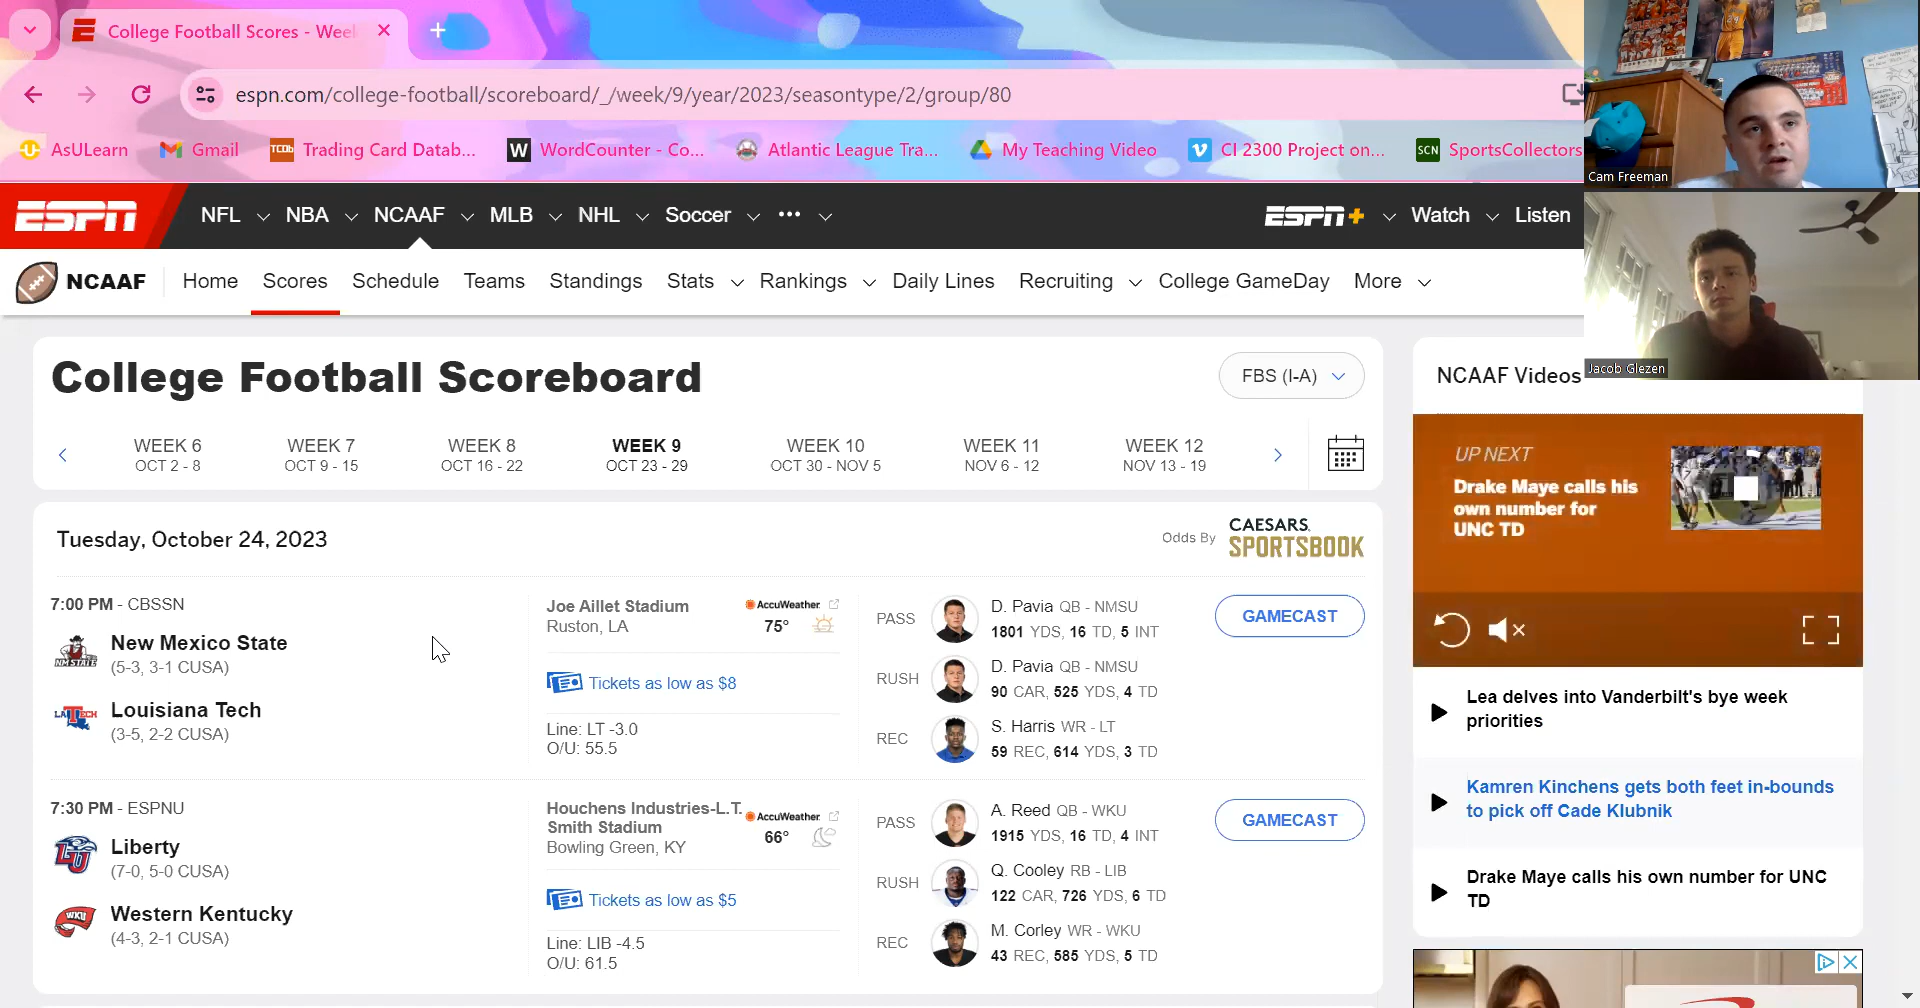 College Football Scores - Wee
espn.com/college-football/scoreboard/_/week/9/year/2023/seasontype/2/group/80
AsULearn Gmail TCDb Trading Card Datab... W WordCounter - Co... Atlantic League Tra... My Teaching Video CI 2300 Project on... SCN SportsCollectors
Cam Freeman
ESPN NFL NBA NCAAF MLB NHL Soccer ••• ESPN+ Watch Listen
NCAAF Home Scores Schedule Teams Standings Stats Rankings Daily Lines Recruiting College GameDay More
Jacob Glezen
College Football Scoreboard
FBS (I-A)
NCAAF Videos
WEEK 6 WEEK 7 WEEK 8 WEEK 9 WEEK 10 WEEK 11 WEEK 12
OCT 2 - 8 OCT 9 - 15 OCT 16 - 22 OCT 23 - 29 OCT 30 - NOV 5 NOV 6 - 12 NOV 13 - 19
UP NEXT
Drake Maye calls his
own number for
UNC TD
Tuesday, October 24, 2023
Odds By CAESARS
SPORTSBOOK
7:00 PM - CBSSN
New Mexico State
(5-3, 3-1 CUSA)
NM STATE
LA TECH
Louisiana Tech
(3-5, 2-2 CUSA)
Joe Aillet Stadium
Ruston, LA
AccuWeather
75°
Tickets as low as $8
Line: LT -3.0
O/U: 55.5
PASS D. Pavia QB - NMSU
1801 YDS, 16 TD, 5 INT
RUSH D. Pavia QB - NMSU
90 CAR, 525 YDS, 4 TD
REC S. Harris WR - LT
59 REC, 614 YDS, 3 TD
GAMECAST
7:30 PM - ESPNU
LU
Liberty
(7-0, 5-0 CUSA)
WKU
Western Kentucky
(4-3, 2-1 CUSA)
Houchens Industries-L.T.
Smith Stadium
Bowling Green, KY
AccuWeather
66°
Tickets as low as $5
Line: LIB -4.5
O/U: 61.5
PASS A. Reed QB - WKU
1915 YDS, 16 TD, 4 INT
RUSH Q. Cooley RB - LIB
122 CAR, 726 YDS, 6 TD
REC M. Corley WR - WKU
43 REC, 585 YDS, 5 TD
GAMECAST
Lea delves into Vanderbilt's bye week
priorities
Kamren Kinchens gets both feet in-bounds
to pick off Cade Klubnik
Drake Maye calls his own number for UNC
TD